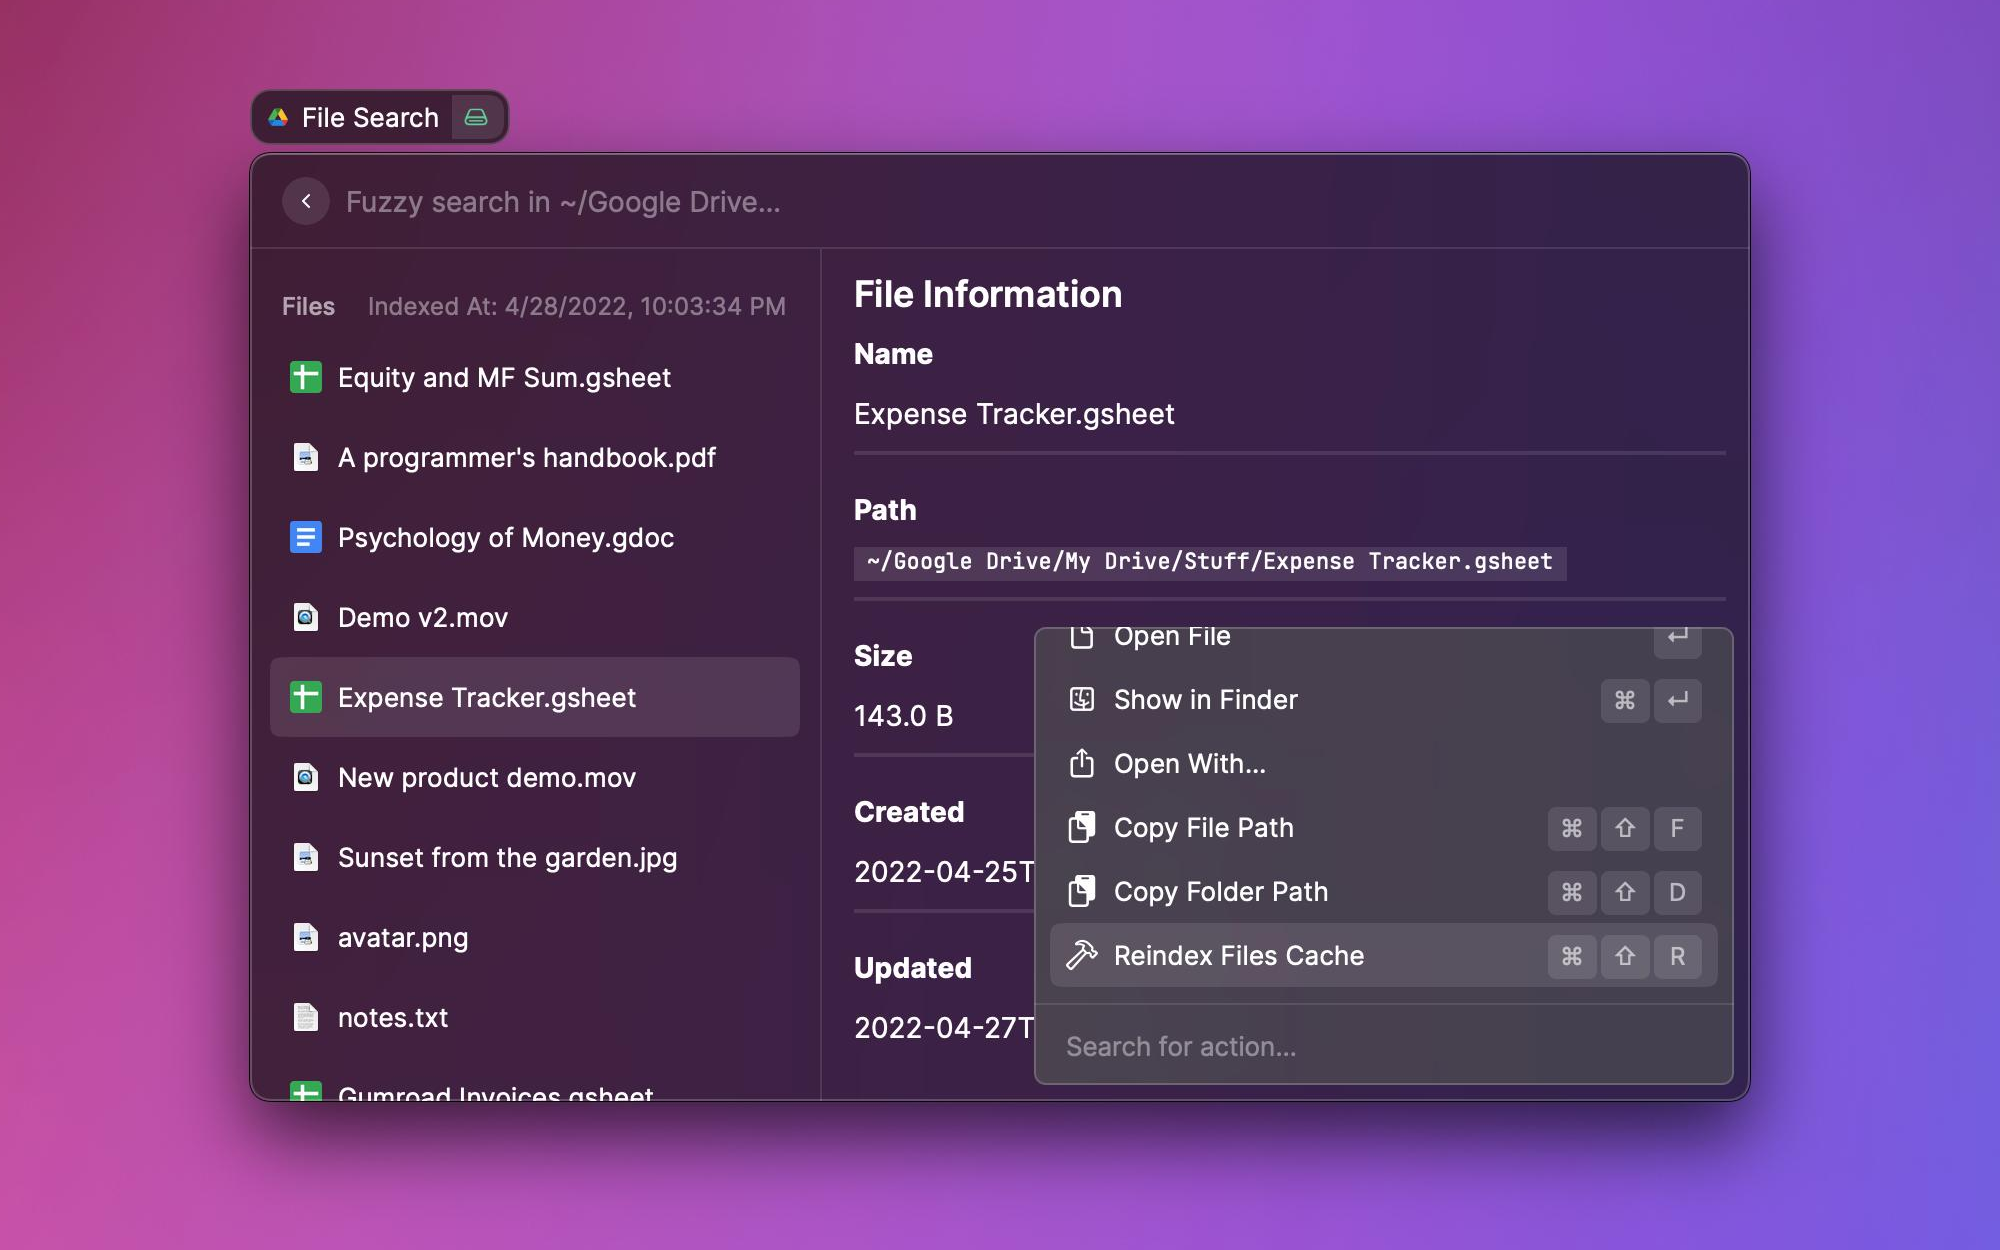 File Search
Fuzzy search in ~/Google Drive...
Files Indexed At: 4/28/2022, 10:03:34 PM
Equity and MF Sum.gsheet
A programmer's handbook.pdf
Psychology of Money.gdoc
Demo v2.mov
Expense Tracker.gsheet
New product demo.mov
Sunset from the garden.jpg
avatar.png
notes.txt
Gumroad Invoices.gsheet
File Information
Name
Expense Tracker.gsheet
Path
~/Google Drive/My Drive/Stuff/Expense Tracker.gsheet
Size
143.0 B
Created
2022-04-25T
Updated
2022-04-27T
Open File ↵
Show in Finder ⌘ ↵
Open With...
Copy File Path ⌘ ⇧ F
Copy Folder Path ⌘ ⇧ D
Reindex Files Cache ⌘ ⇧ R
Search for action...